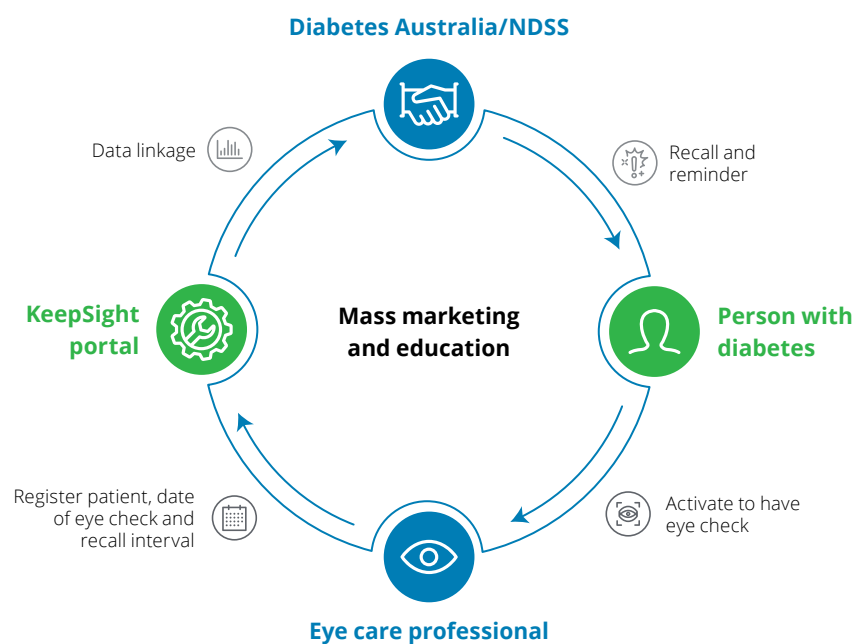 Diabetes Australia/NDSS
Data linkage
Recall and
reminder
KeepSight
portal
Mass marketing
and education
Person with
diabetes
Register patient, date
of eye check and
recall interval
Activate to have
eye check
Eye care professional